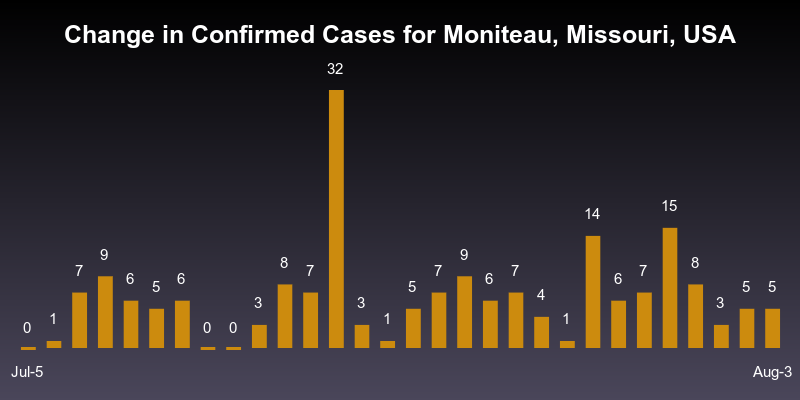 Change in Confirmed Cases for Moniteau, Missouri, USA
0 1 7 9 6 5 6 0 0 3 8 7 32 3 1 5 7 9 6 7 4 1 14 6 7 15 8 3 5 5
Jul-5 Aug-3